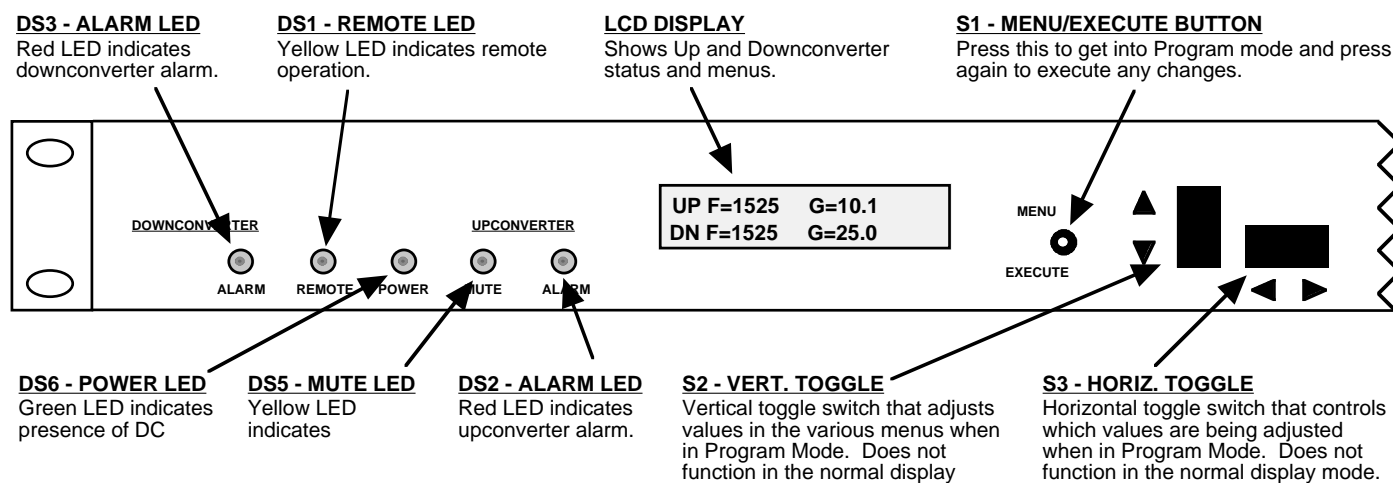 DS3 - ALARM LED
Red LED indicates
downconverter alarm.
DS1 - REMOTE LED
Yellow LED indicates remote
operation.
LCD DISPLAY
Shows Up and Downconverter
status and menus.
S1 - MENU/EXECUTE BUTTON
Press this to get into Program mode and press
again to execute any changes.
DOWNCONVERTER
UPCONVERTER
ALARM
REMOTE
POWER
MUTE
ALARM
UP F=1525 G=10.1
DN F=1525 G=25.0
MENU
EXECUTE
DS6 - POWER LED
Green LED indicates
presence of DC
DS5 - MUTE LED
Yellow LED
indicates
DS2 - ALARM LED
Red LED indicates
upconverter alarm.
S2 - VERT. TOGGLE
Vertical toggle switch that adjusts
values in the various menus when
in Program Mode. Does not
function in the normal display
S3 - HORIZ. TOGGLE
Horizontal toggle switch that controls
which values are being adjusted
when in Program Mode. Does not
function in the normal display mode.